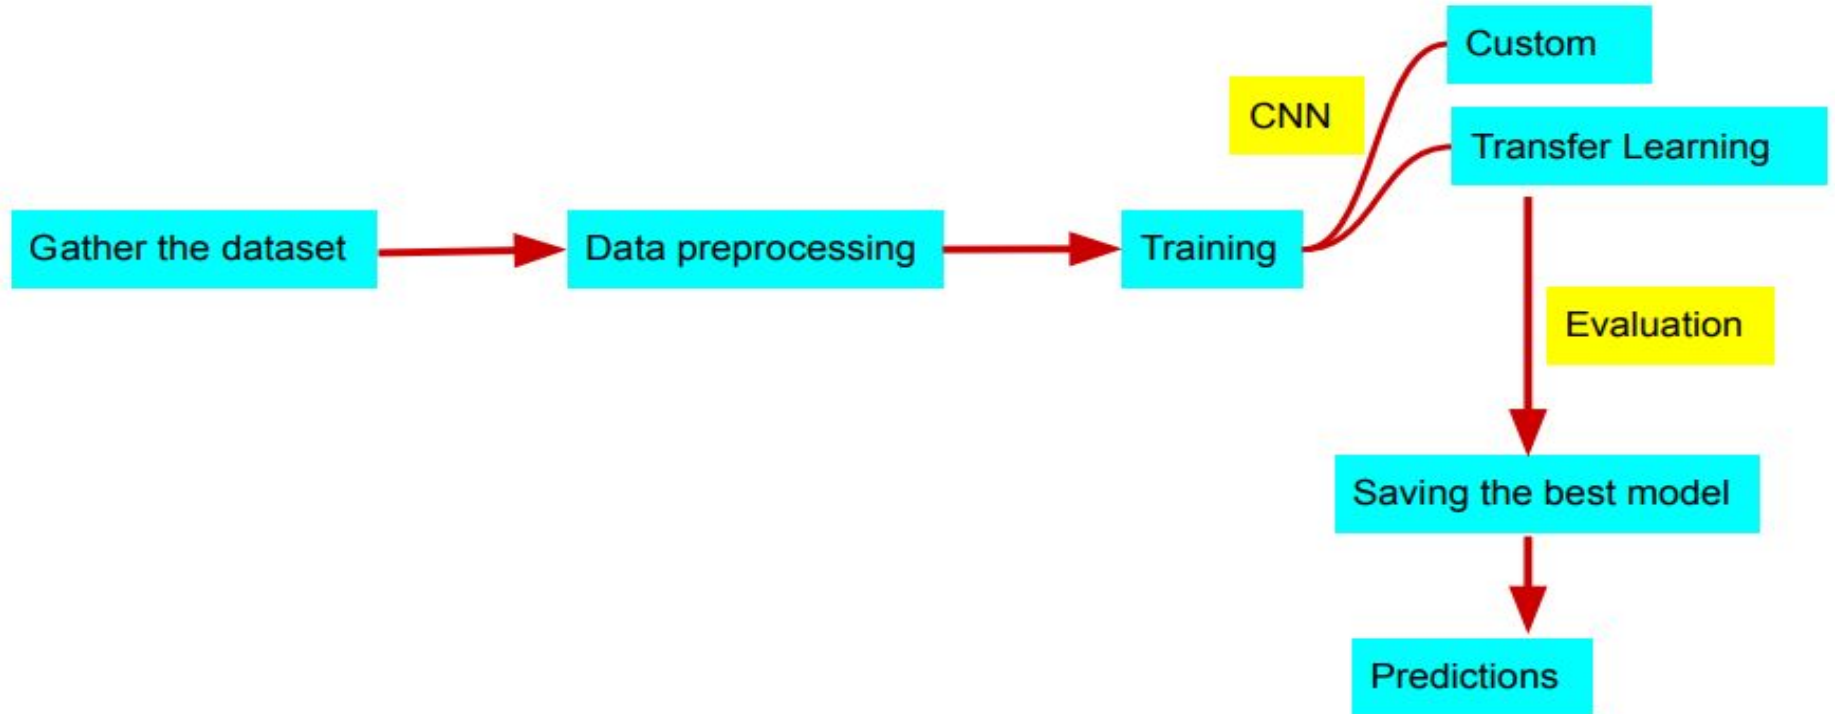 Custom
CNN
Transfer Learning
Gather the dataset
Data preprocessing
Training
Evaluation
Saving the best model
Predictions